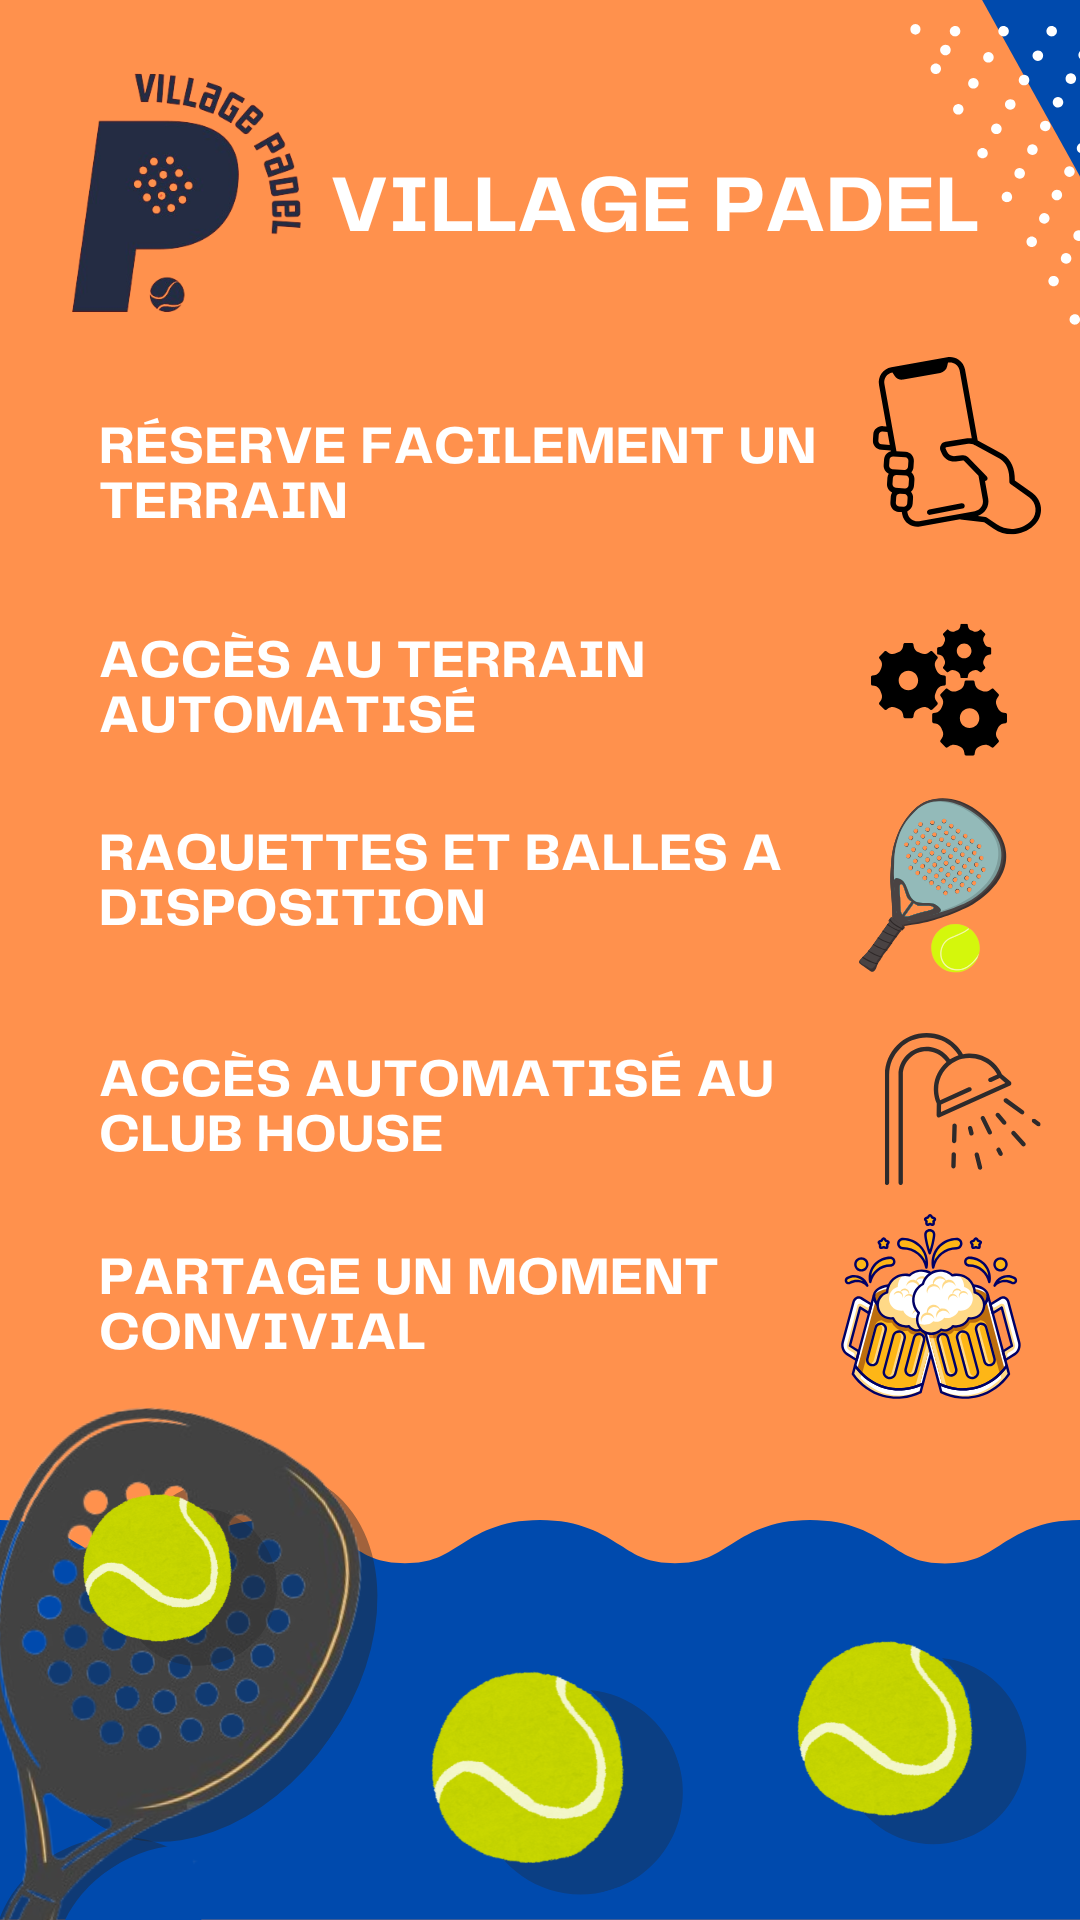 VILLAGE PADEL
VILLAGE PADEL
RÉSERVE FACILEMENT UN
TERRAIN
ACCÈS AU TERRAIN
AUTOMATISÉ
RAQUETTES ET BALLES A
DISPOSITION
ACCÈS AUTOMATISÉ AU
CLUB HOUSE
PARTAGE UN MOMENT
CONVIVIAL